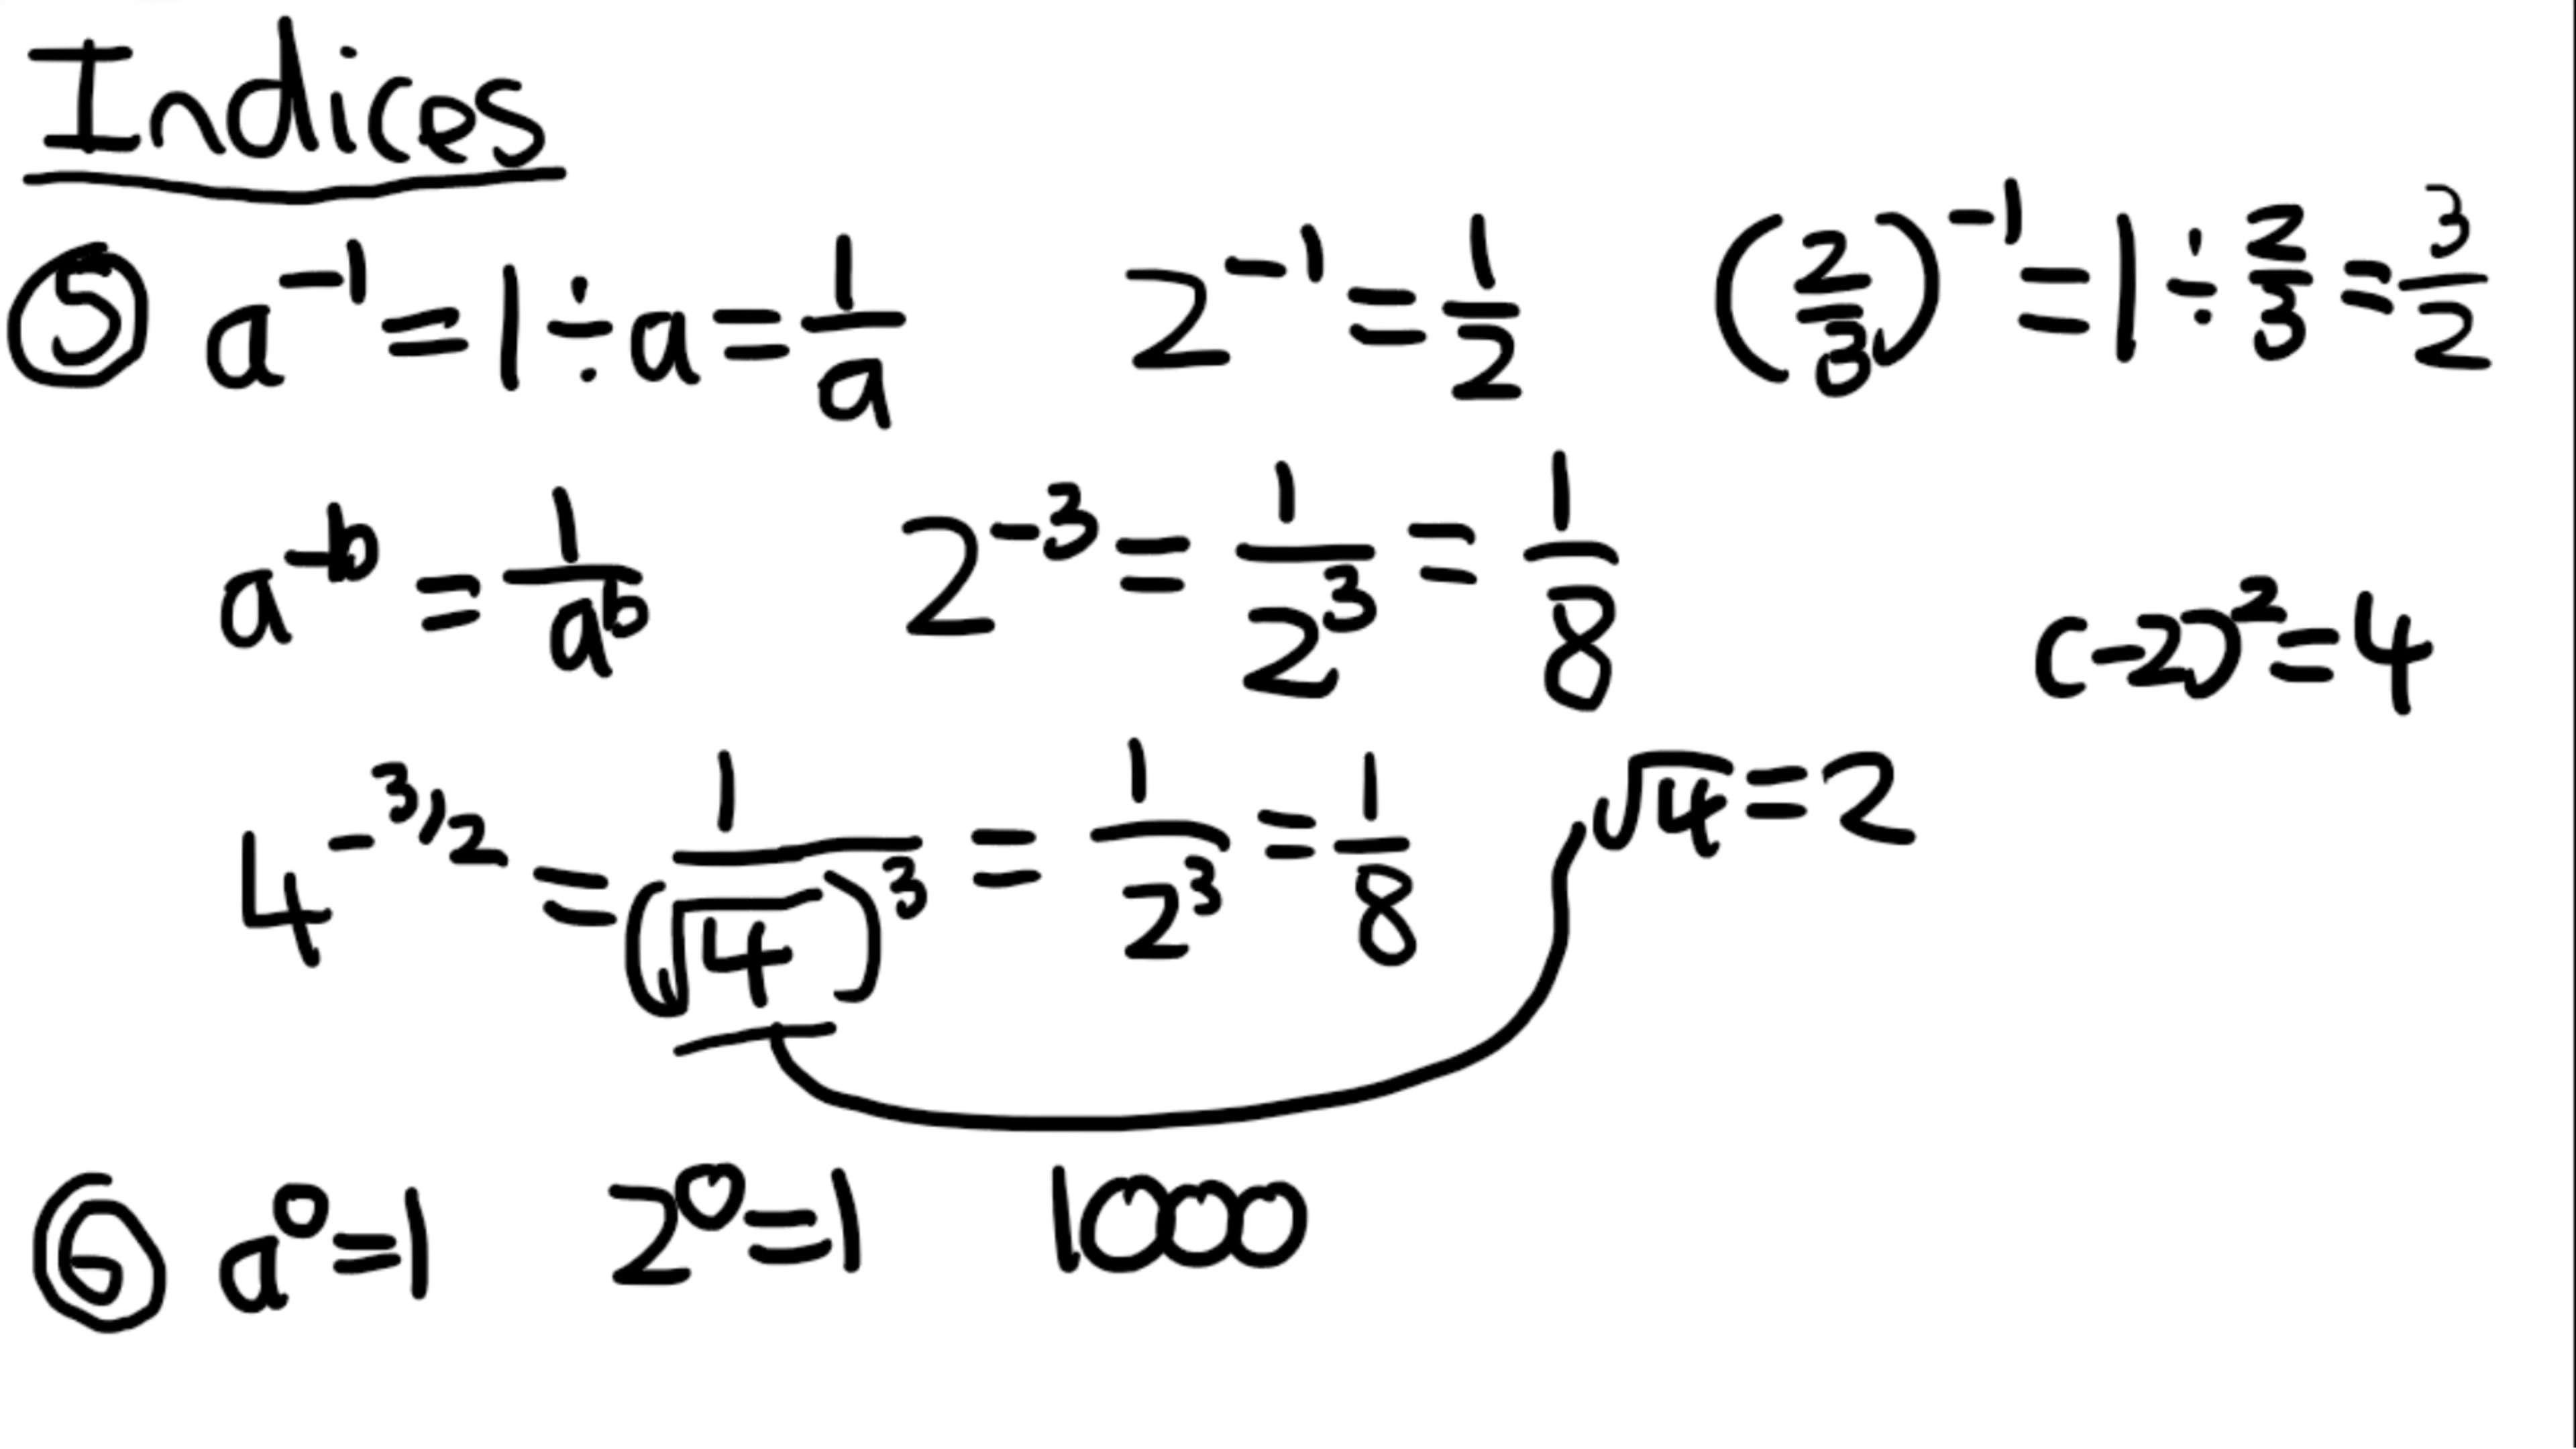 Indices
⑤ a⁻¹ = 1 ÷ a = 1/a    2⁻¹ = 1/2    (2/3)⁻¹ = 1 ÷ 2/3 = 3/2
a⁻ᵇ = 1/aᵇ    2⁻³ = 1/2³ = 1/8    (-2)² = 4
4^(-3/2) = 1/(√4)³ = 1/2³ = 1/8    √4 = 2
⑥ a⁰ = 1    2⁰ = 1    1000